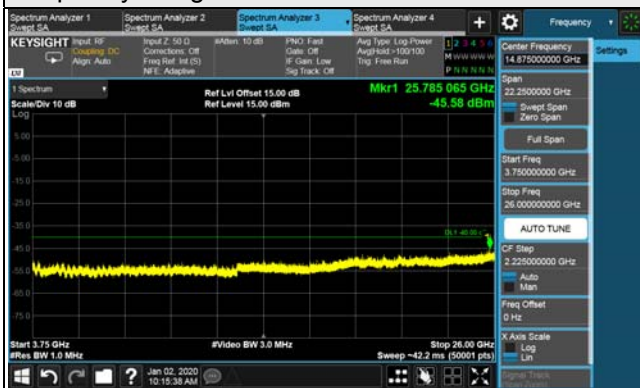 Spectrum Analyzer 1
Swept SA
Spectrum Analyzer 2
Swept SA
Spectrum Analyzer 3
Swept SA
Spectrum Analyzer 4
Swept SA
Frequency
KEYSIGHT
Input: RF
Coupling: DC
Align: Auto
Input Z: 50 Ω
Corrections: Off
Freq Ref: Int (S)
NFE: Adaptive
#Atten: 10 dB
PNO: Fast
Gate: Off
IF Gain: Low
Sig Track: Off
Avg Type: Log-Power
Avg|Hold: >100/100
Trig: Free Run
1 2 3 4 5 6
M W W W W W
P N N N N N
Center Frequency
14.875000000 GHz
Settings
Span
22.2500000 GHz
Swept Span
Zero Span
Full Span
Start Freq
3.750000000 GHz
Stop Freq
26.000000000 GHz
AUTO TUNE
CF Step
2.225000000 GHz
Auto
Man
Freq Offset
0 Hz
X Axis Scale
Log
Lin
Signal Track
1 Spectrum
Scale/Div 10 dB
Log
Ref Lvl Offset 15.00 dB
Ref Level 15.00 dBm
Mkr1 25.785 065 GHz
-45.58 dBm
5.00
-5.00
-15.0
-25.0
-35.0
-45.0
-55.0
-65.0
-75.0
DL1 -40.00
Start 3.75 GHz
#Res BW 1.0 MHz
#Video BW 3.0 MHz
Stop 26.00 GHz
Sweep ~42.2 ms (50001 pts)
Jan 02, 2020
10:15:38 AM